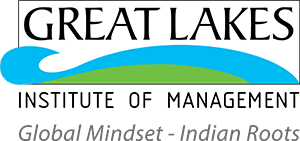 GREAT LAKES
INSTITUTE OF MANAGEMENT
Global Mindset - Indian Roots